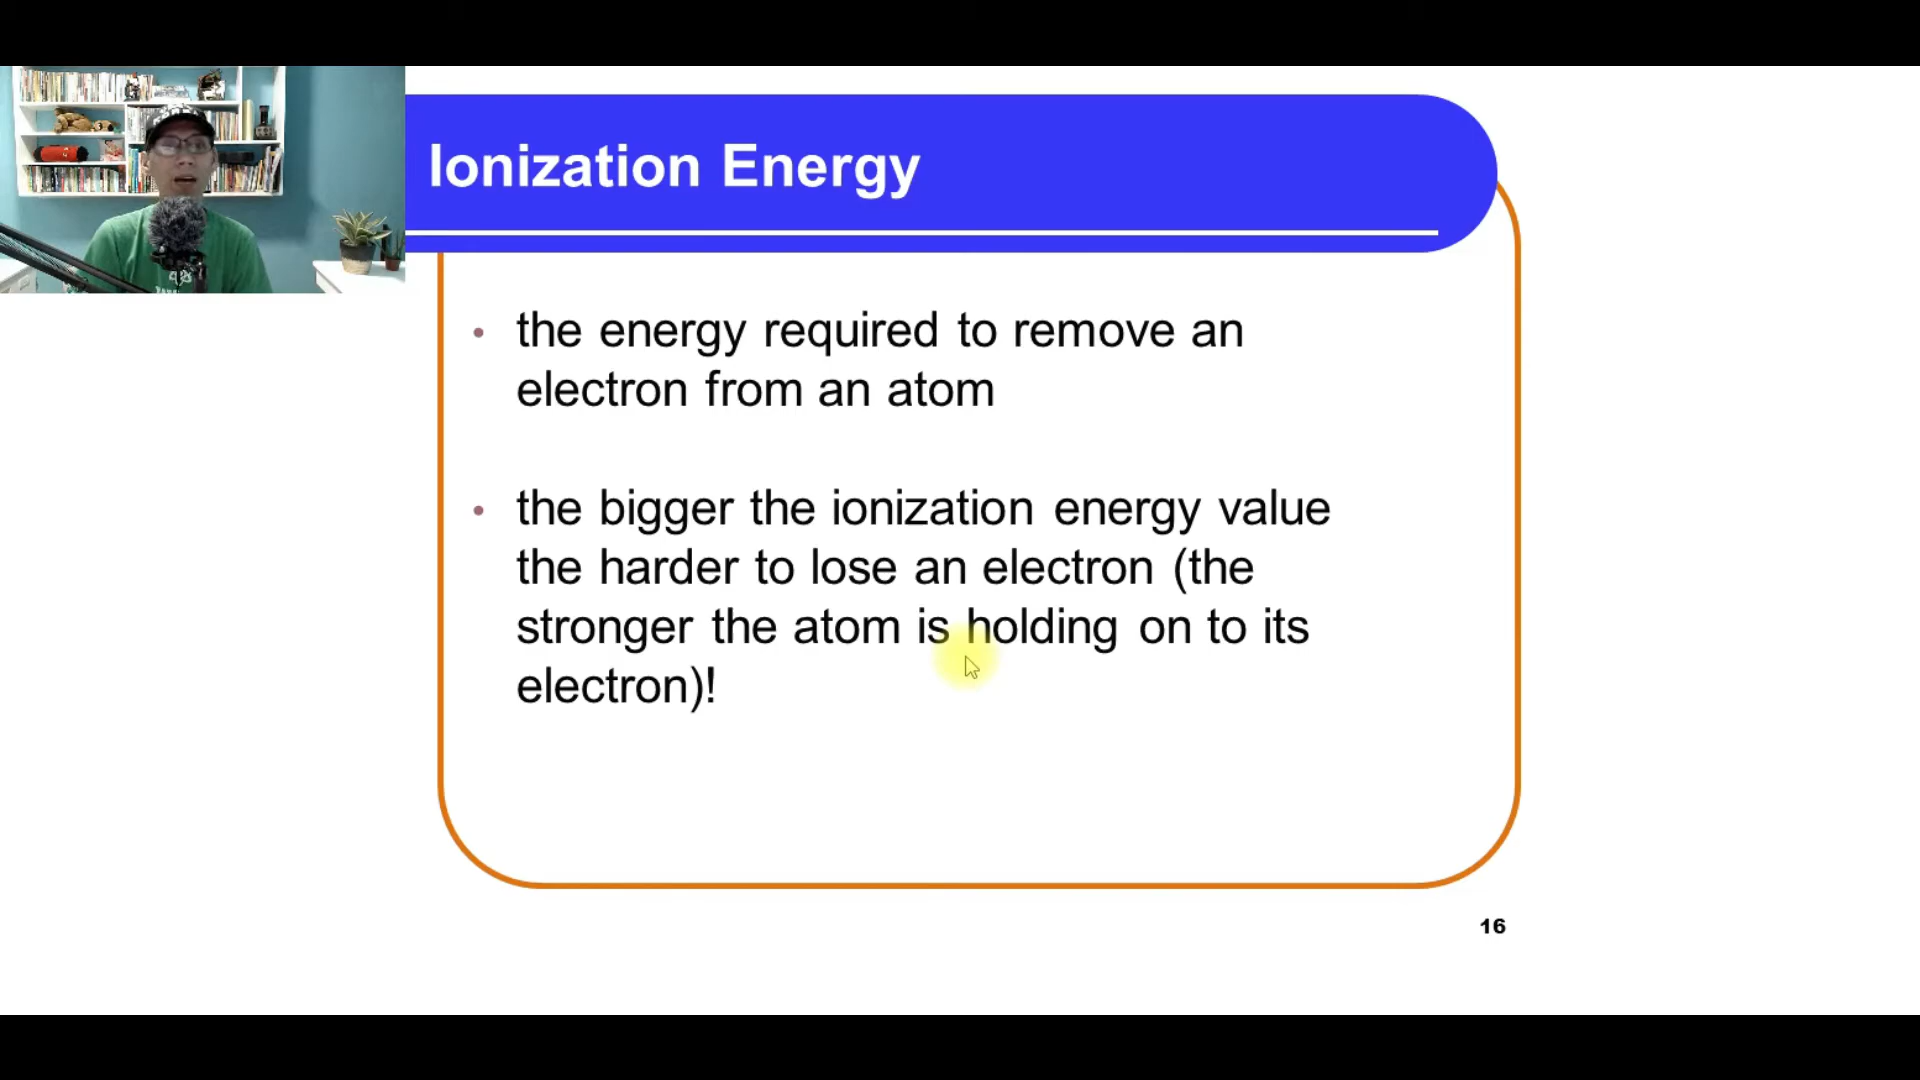 Ionization Energy
• the energy required to remove an
electron from an atom
• the bigger the ionization energy value
the harder to lose an electron (the
stronger the atom is holding on to its
electron)!
16